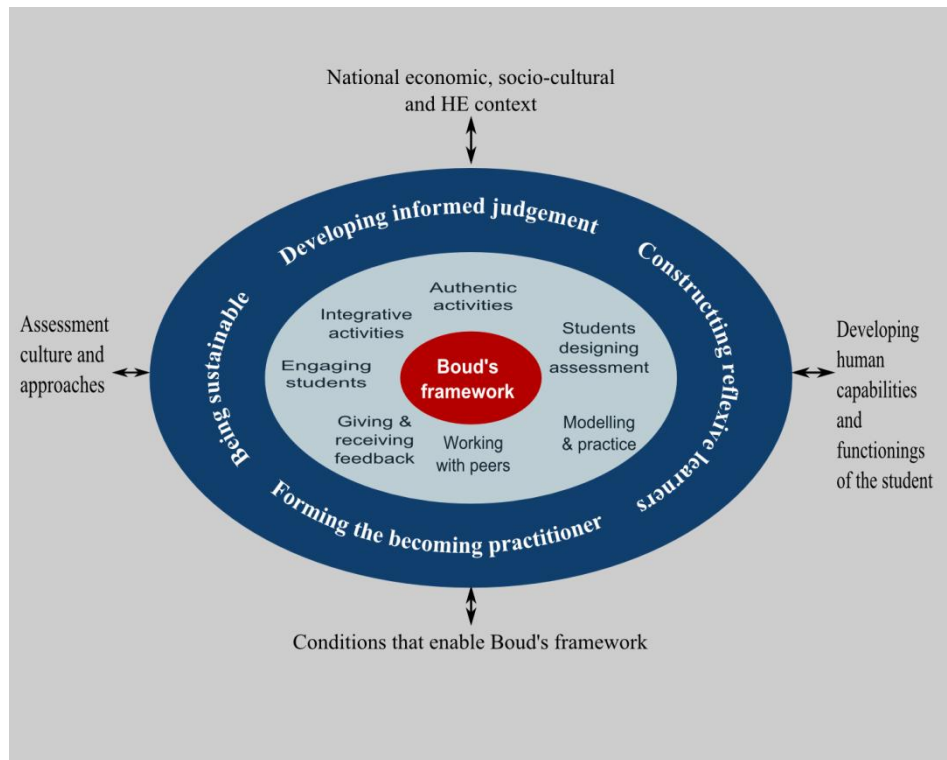 National economic, socio-cultural
and HE context
Developing informed judgement
Constructting reflexive learners
Being sustainable
Forming the becoming practitioner
Authentic
activities
Integrative
activities
Students
designing
assessment
Engaging
students
Boud's
framework
Giving &
receiving
feedback
Working
with peers
Modelling
& practice
Assessment
culture and
approaches
Developing
human
capabilities
and
functionings
of the student
Conditions that enable Boud's framework